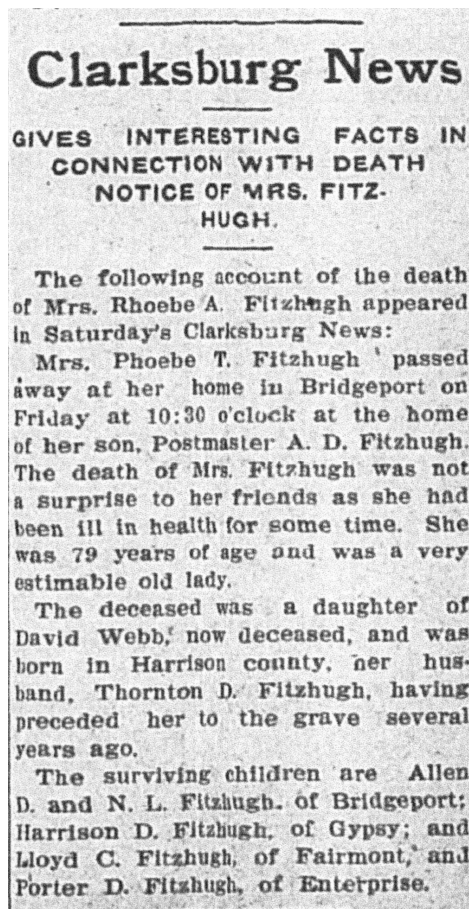 Clarksburg News
GIVES INTERESTING FACTS IN
CONNECTION WITH DEATH
NOTICE OF MRS. FITZ-
HUGH.
The following account of the death
of Mrs. Rhoebe A. Fitzhugh appeared
in Saturday's Clarksburg News:
Mrs. Phoebe T. Fitzhugh passed
away at her home in Bridgeport on
Friday at 10:30 o'clock at the home
of her son, Postmaster A. D. Fitzhugh.
The death of Mrs. Fitzhugh was not
a surprise to her friends as she had
been ill in health for some time. She
was 79 years of age and was a very
estimable old lady.
The deceased was a daughter of
David Webb, now deceased, and was
born in Harrison county, her hus-
band, Thornton D. Fitzhugh, having
preceded her to the grave several
years ago.
The surviving children are Allen
D. and N. L. Fitzhugh. of Bridgeport;
Harrison D. Fitzhugh, of Gypsy; and
Lloyd C. Fitzhugh, of Fairmont, and
Porter D. Fitzhugh, of Enterprise.